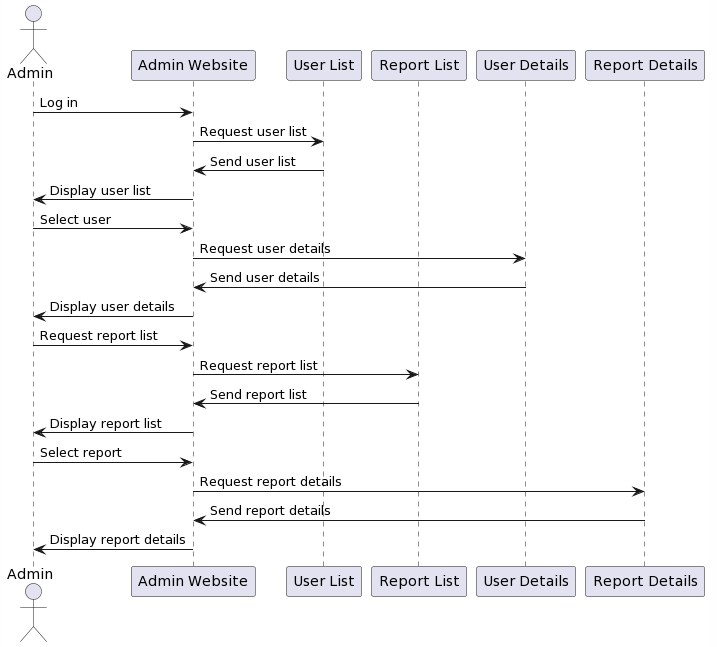 Admin
Admin Website
User List
Report List
User Details
Report Details
Log in
Request user list
Send user list
Display user list
Select user
Request user details
Send user details
Display user details
Request report list
Request report list
Send report list
Display report list
Select report
Request report details
Send report details
Display report details
Admin
Admin Website
User List
Report List
User Details
Report Details